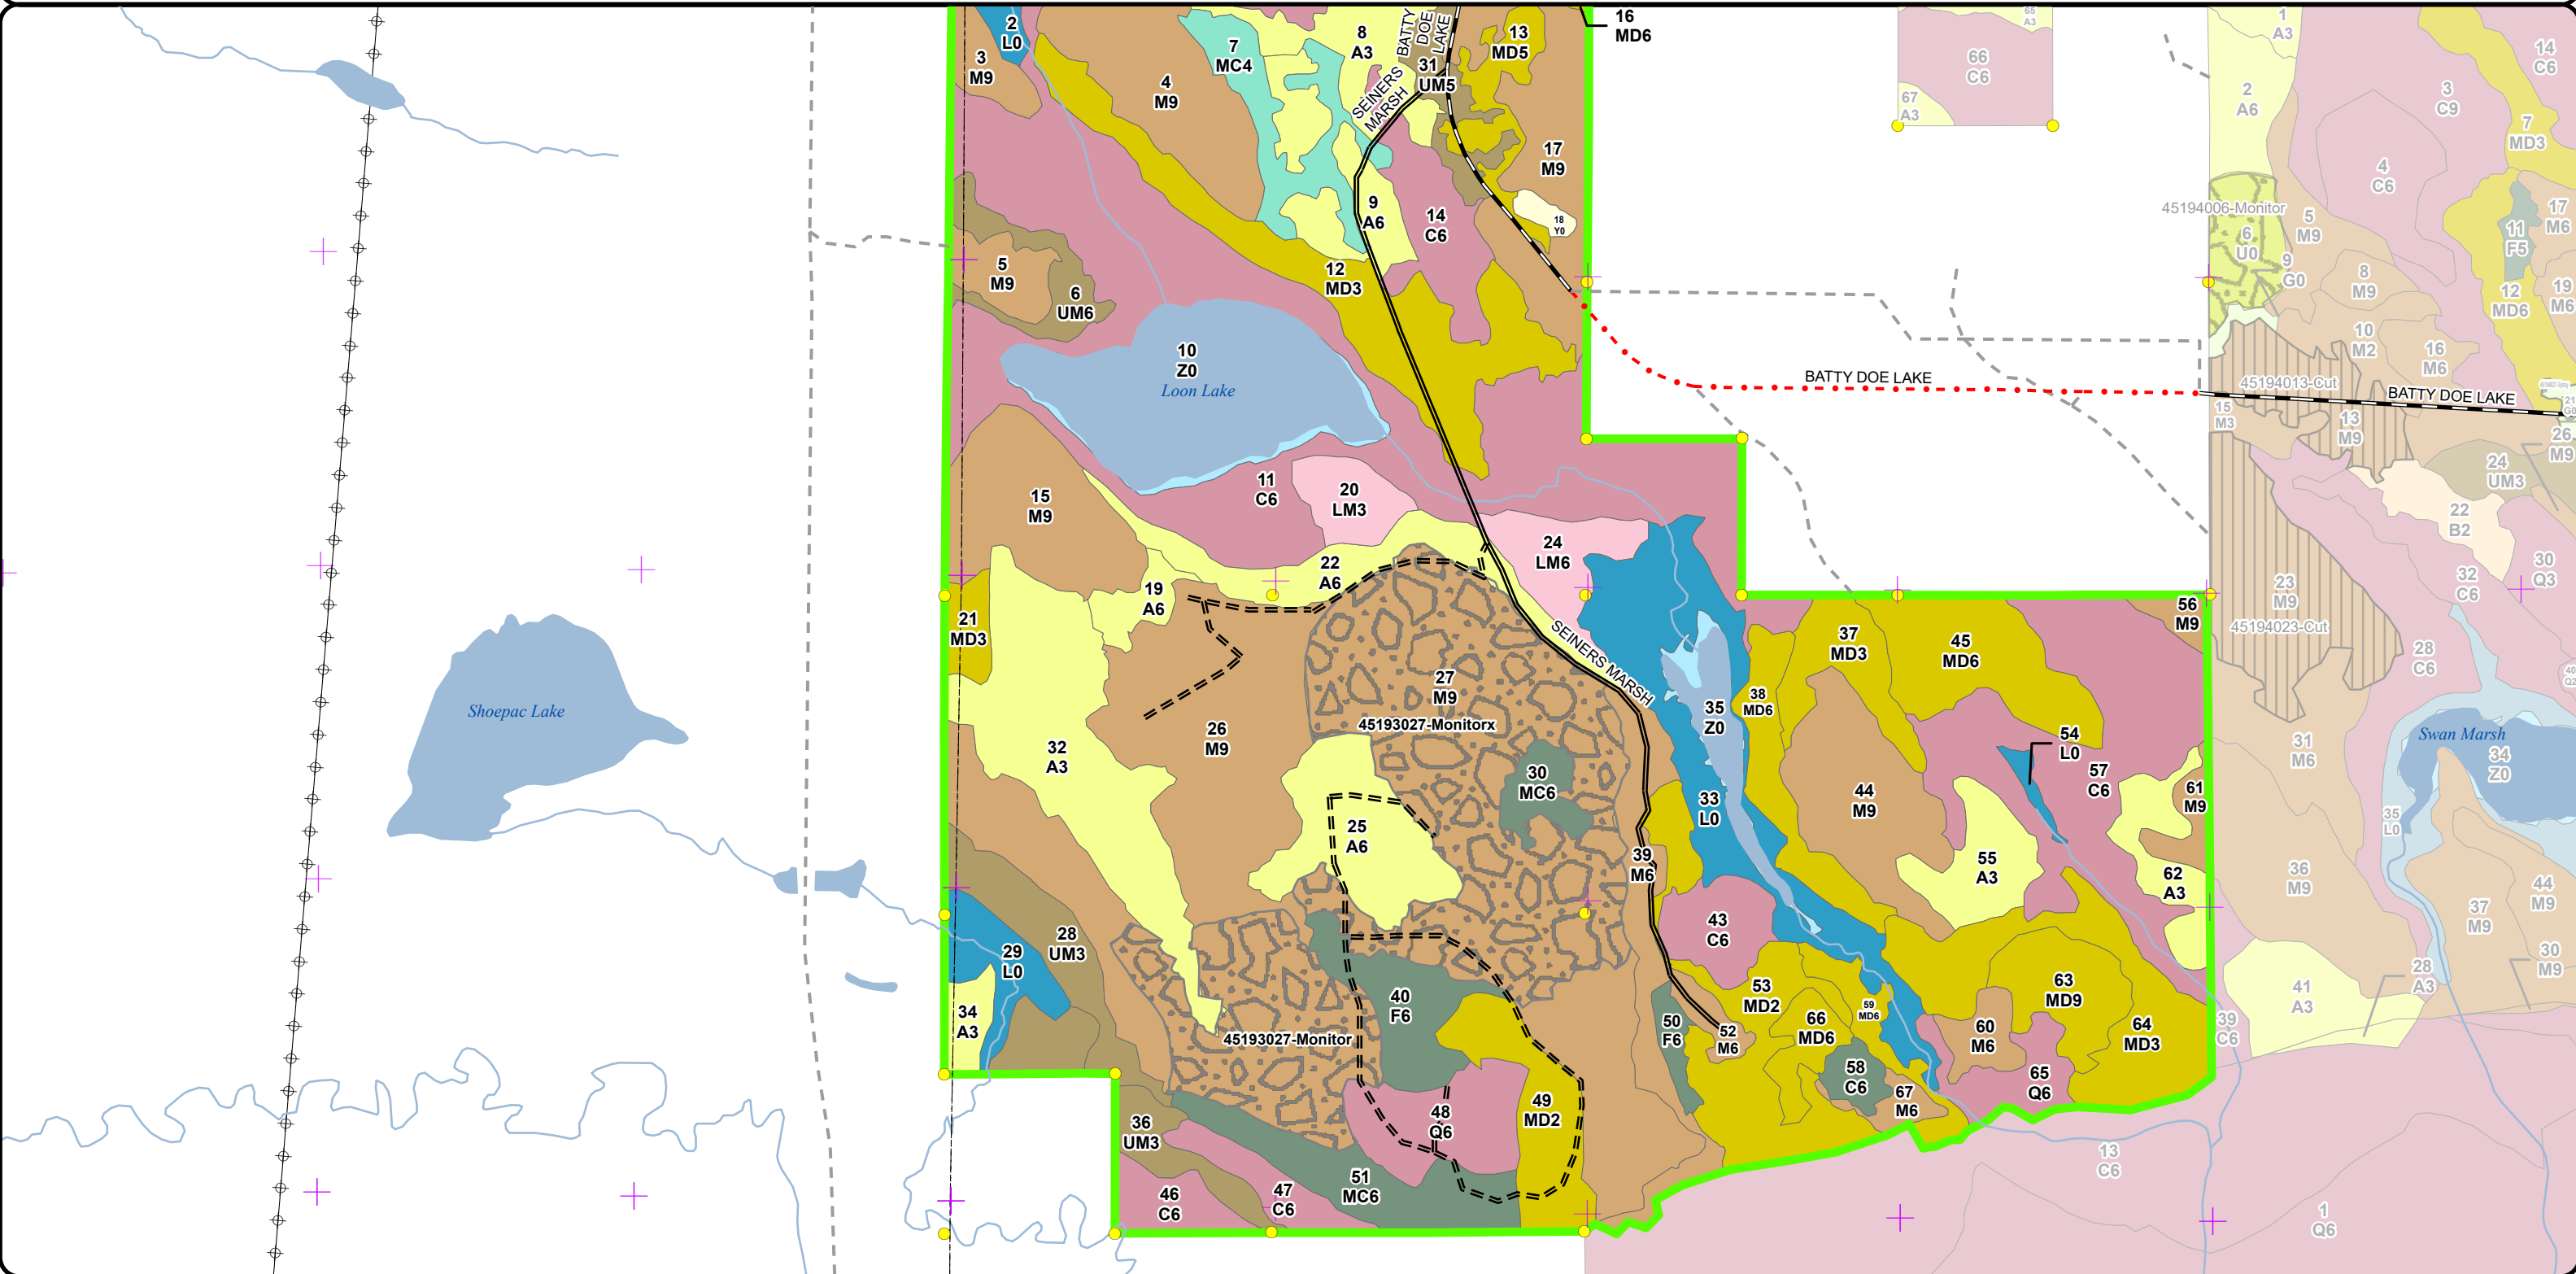 2
L0
3
M9
4
M9
7
MC4
8
A3
BATTY
DOE
LAKE
31
UM5
SEINERS
MARSH
13
MD5
16
MD6
17
M9
18
Y0
9
A6
14
C6
5
M9
6
UM6
12
MD3
10
Z0
Loon Lake
11
C6
20
LM3
15
M9
24
LM6
22
A6
19
A6
21
MD3
SEINERS MARSH
27
M9
45193027-Monitorx
26
M9
32
A3
30
MC6
25
A6
35
Z0
38
MD6
33
L0
39
M6
37
MD3
45
MD6
56
M9
44
M9
54
L0
57
C6
61
M9
55
A3
62
A3
43
C6
28
UM3
29
L0
34
A3
40
F6
45193027-Monitor
50
F6
52
M6
53
MD2
59
MD6
66
MD6
58
C6
67
M6
60
M6
63
MD9
64
MD3
65
Q6
36
UM3
46
C6
47
C6
51
MC6
48
Q6
49
MD2
Shoepac Lake
BATTY DOE LAKE
BATTY DOE LAKE
65
A3
66
C6
67
A3
1
A3
2
A6
3
C9
14
C6
7
MD3
4
C6
45194006-Monitor
6
U0
5
M9
9
G0
8
M9
11
F5
17
M6
12
MD6
19
M6
10
M2
16
M6
45194013-Cut
15
M3
13
M9
21
G0
26
M9
24
UM3
22
B2
30
Q3
32
C6
23
M9
45194023-Cut
28
C6
40
Q2
31
M6
Swan Marsh
34
Z0
35
L0
36
M9
37
M9
44
M9
30
M9
28
A3
41
A3
39
C6
13
C6
1
Q6